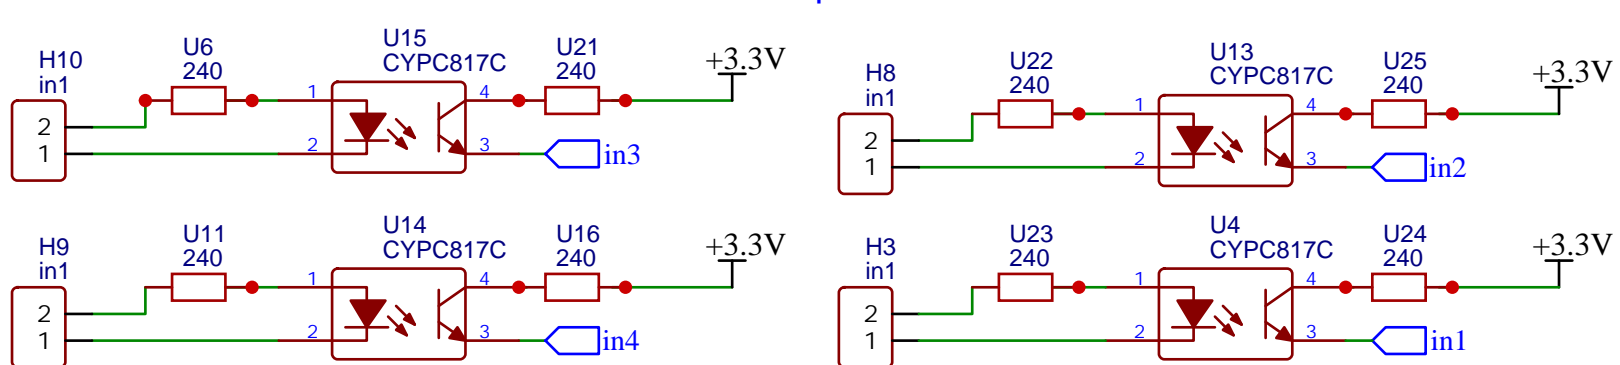 H10
in1
2
1
U6
240
U15
CYPC817C
1
2
4
3
U21
240
+3.3V
in3
H8
in1
2
1
U22
240
U13
CYPC817C
1
2
4
3
U25
240
+3.3V
in2
H9
in1
2
1
U11
240
U14
CYPC817C
1
2
4
3
U16
240
+3.3V
in4
H3
in1
2
1
U23
240
U4
CYPC817C
1
2
4
3
U24
240
+3.3V
in1